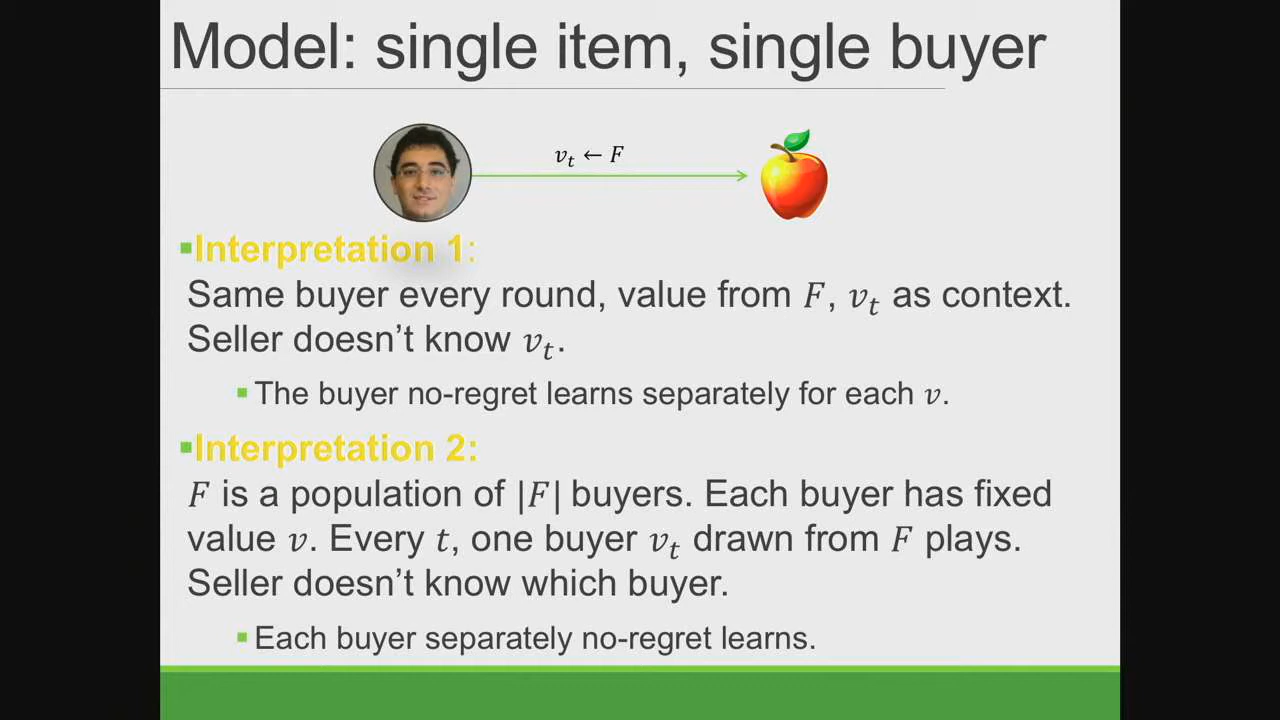 Model: single item, single buyer
v_t ← F
▪Interpretation 1:
Same buyer every round, value from F, v_t as context.
Seller doesn’t know v_t.
▪ The buyer no-regret learns separately for each v.
▪Interpretation 2:
F is a population of |F| buyers. Each buyer has fixed
value v. Every t, one buyer v_t drawn from F plays.
Seller doesn’t know which buyer.
▪ Each buyer separately no-regret learns.